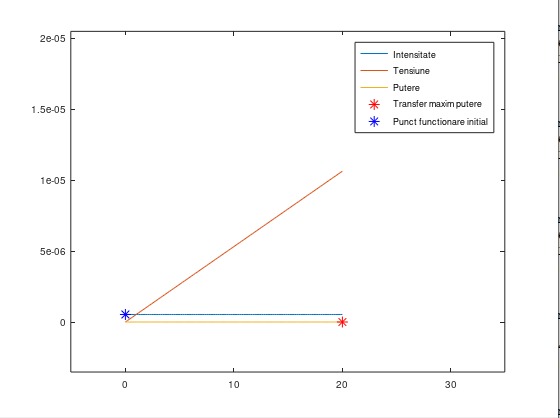 2e-05
1.5e-05
1e-05
5e-06
0
0
10
20
30
Intensitate
Tensiune
Putere
Transfer maxim putere
Punct functionare initial